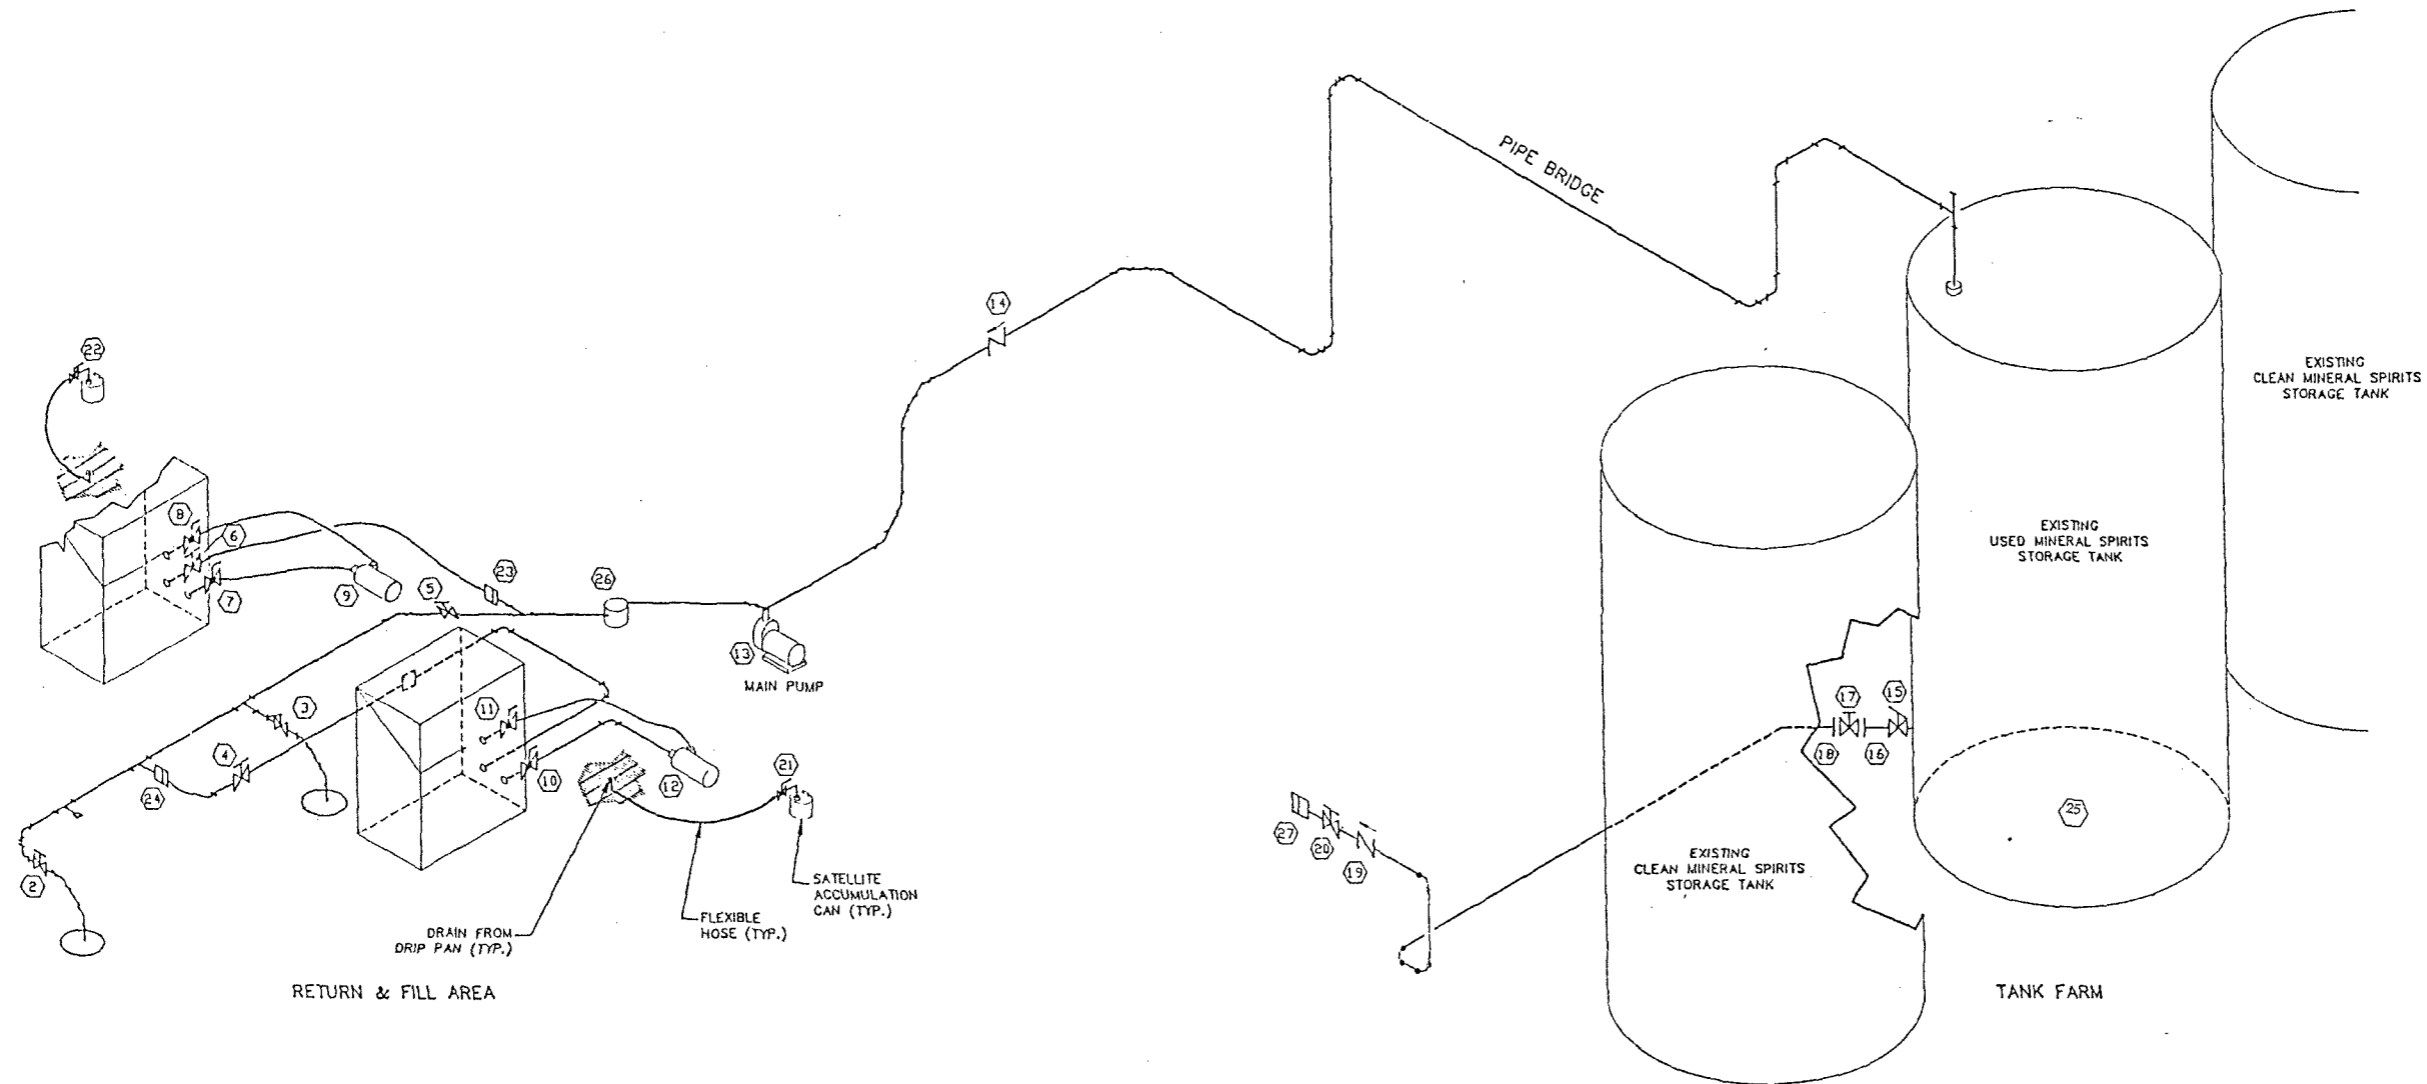 PIPE BRIDGE
14
22
EXISTING
CLEAN MINERAL SPIRITS
STORAGE TANK
8
6
7
9
5
23
26
EXISTING
USED MINERAL SPIRITS
STORAGE TANK
13
MAIN PUMP
3
4
24
2
11
10
12
21
17
15
18
16
25
27
20
19
EXISTING
CLEAN MINERAL SPIRITS
STORAGE TANK
SATELLITE
ACCUMULATION
CAN (TYP.)
FLEXIBLE
HOSE (TYP.)
DRAIN FROM
DRIP PAN (TYP.)
RETURN & FILL AREA
TANK FARM